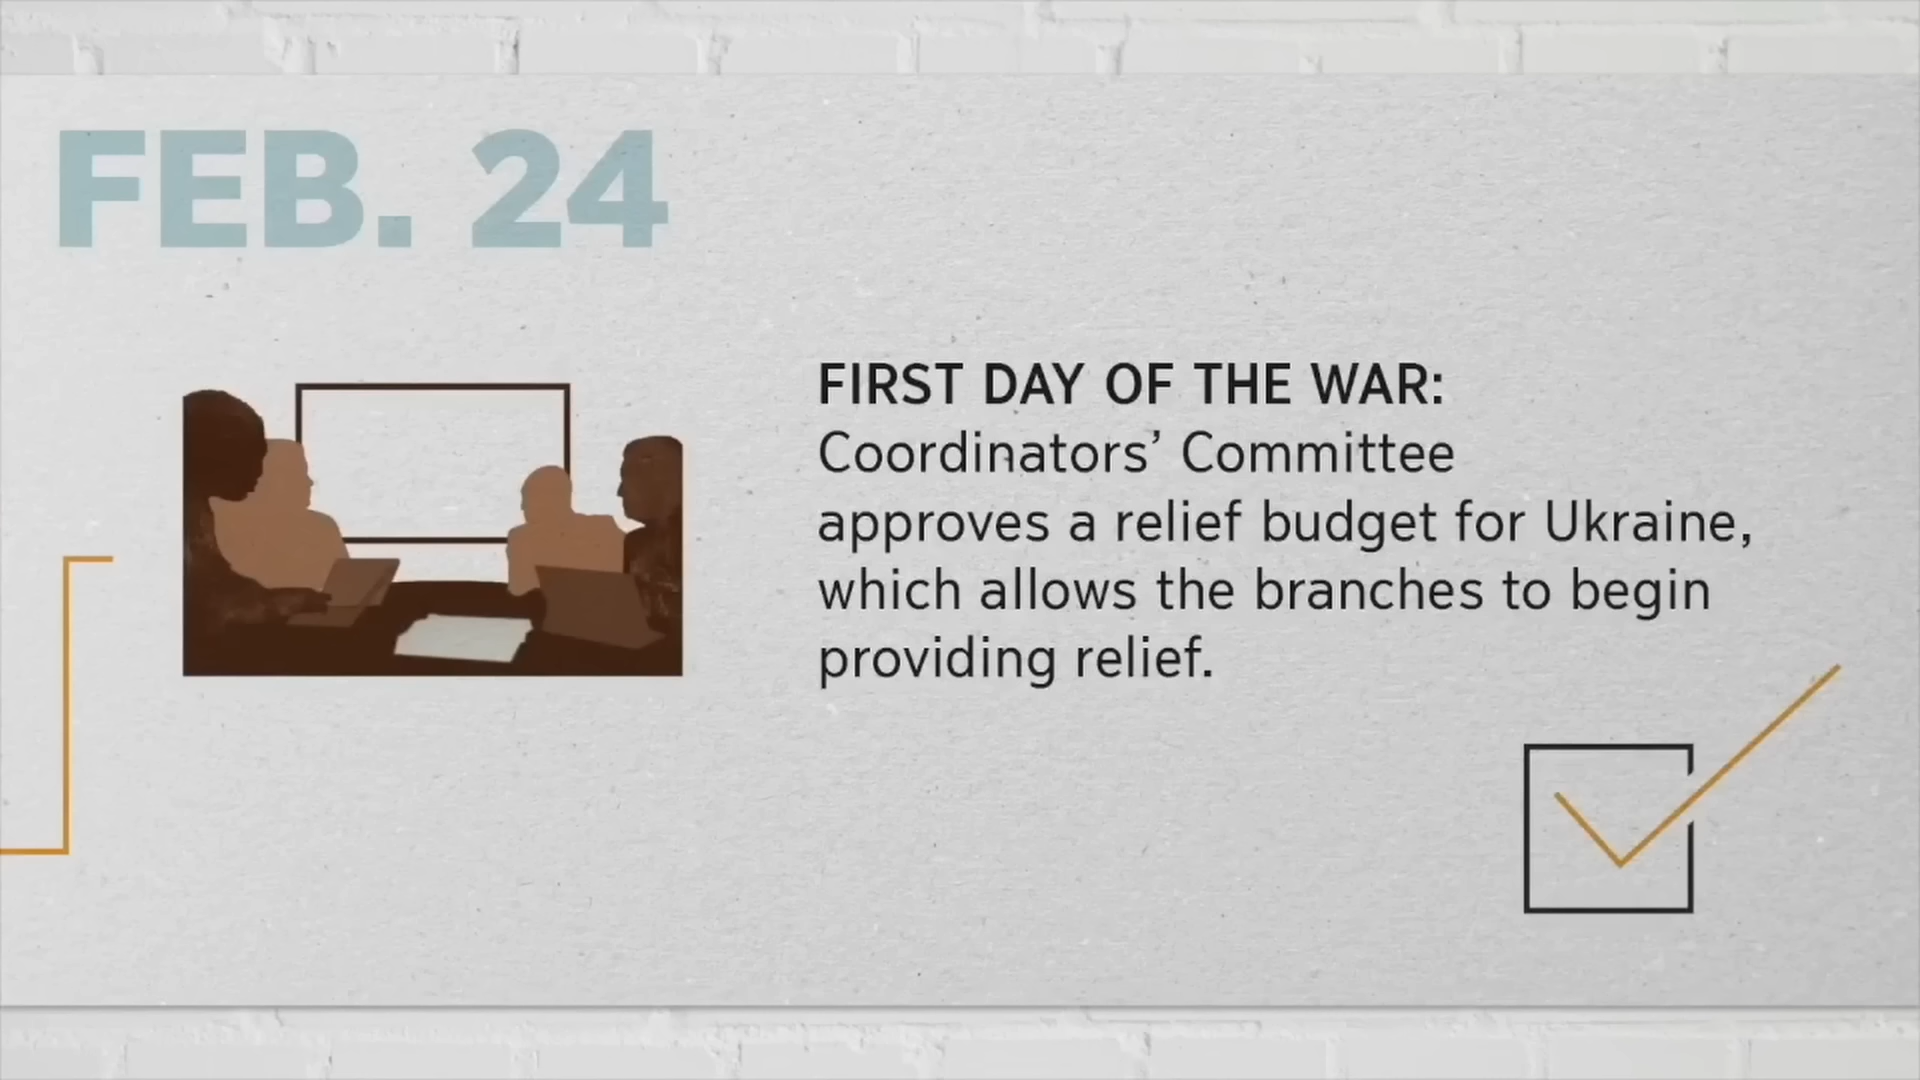 FEB. 24
FIRST DAY OF THE WAR:
Coordinators’ Committee
approves a relief budget for Ukraine,
which allows the branches to begin
providing relief.